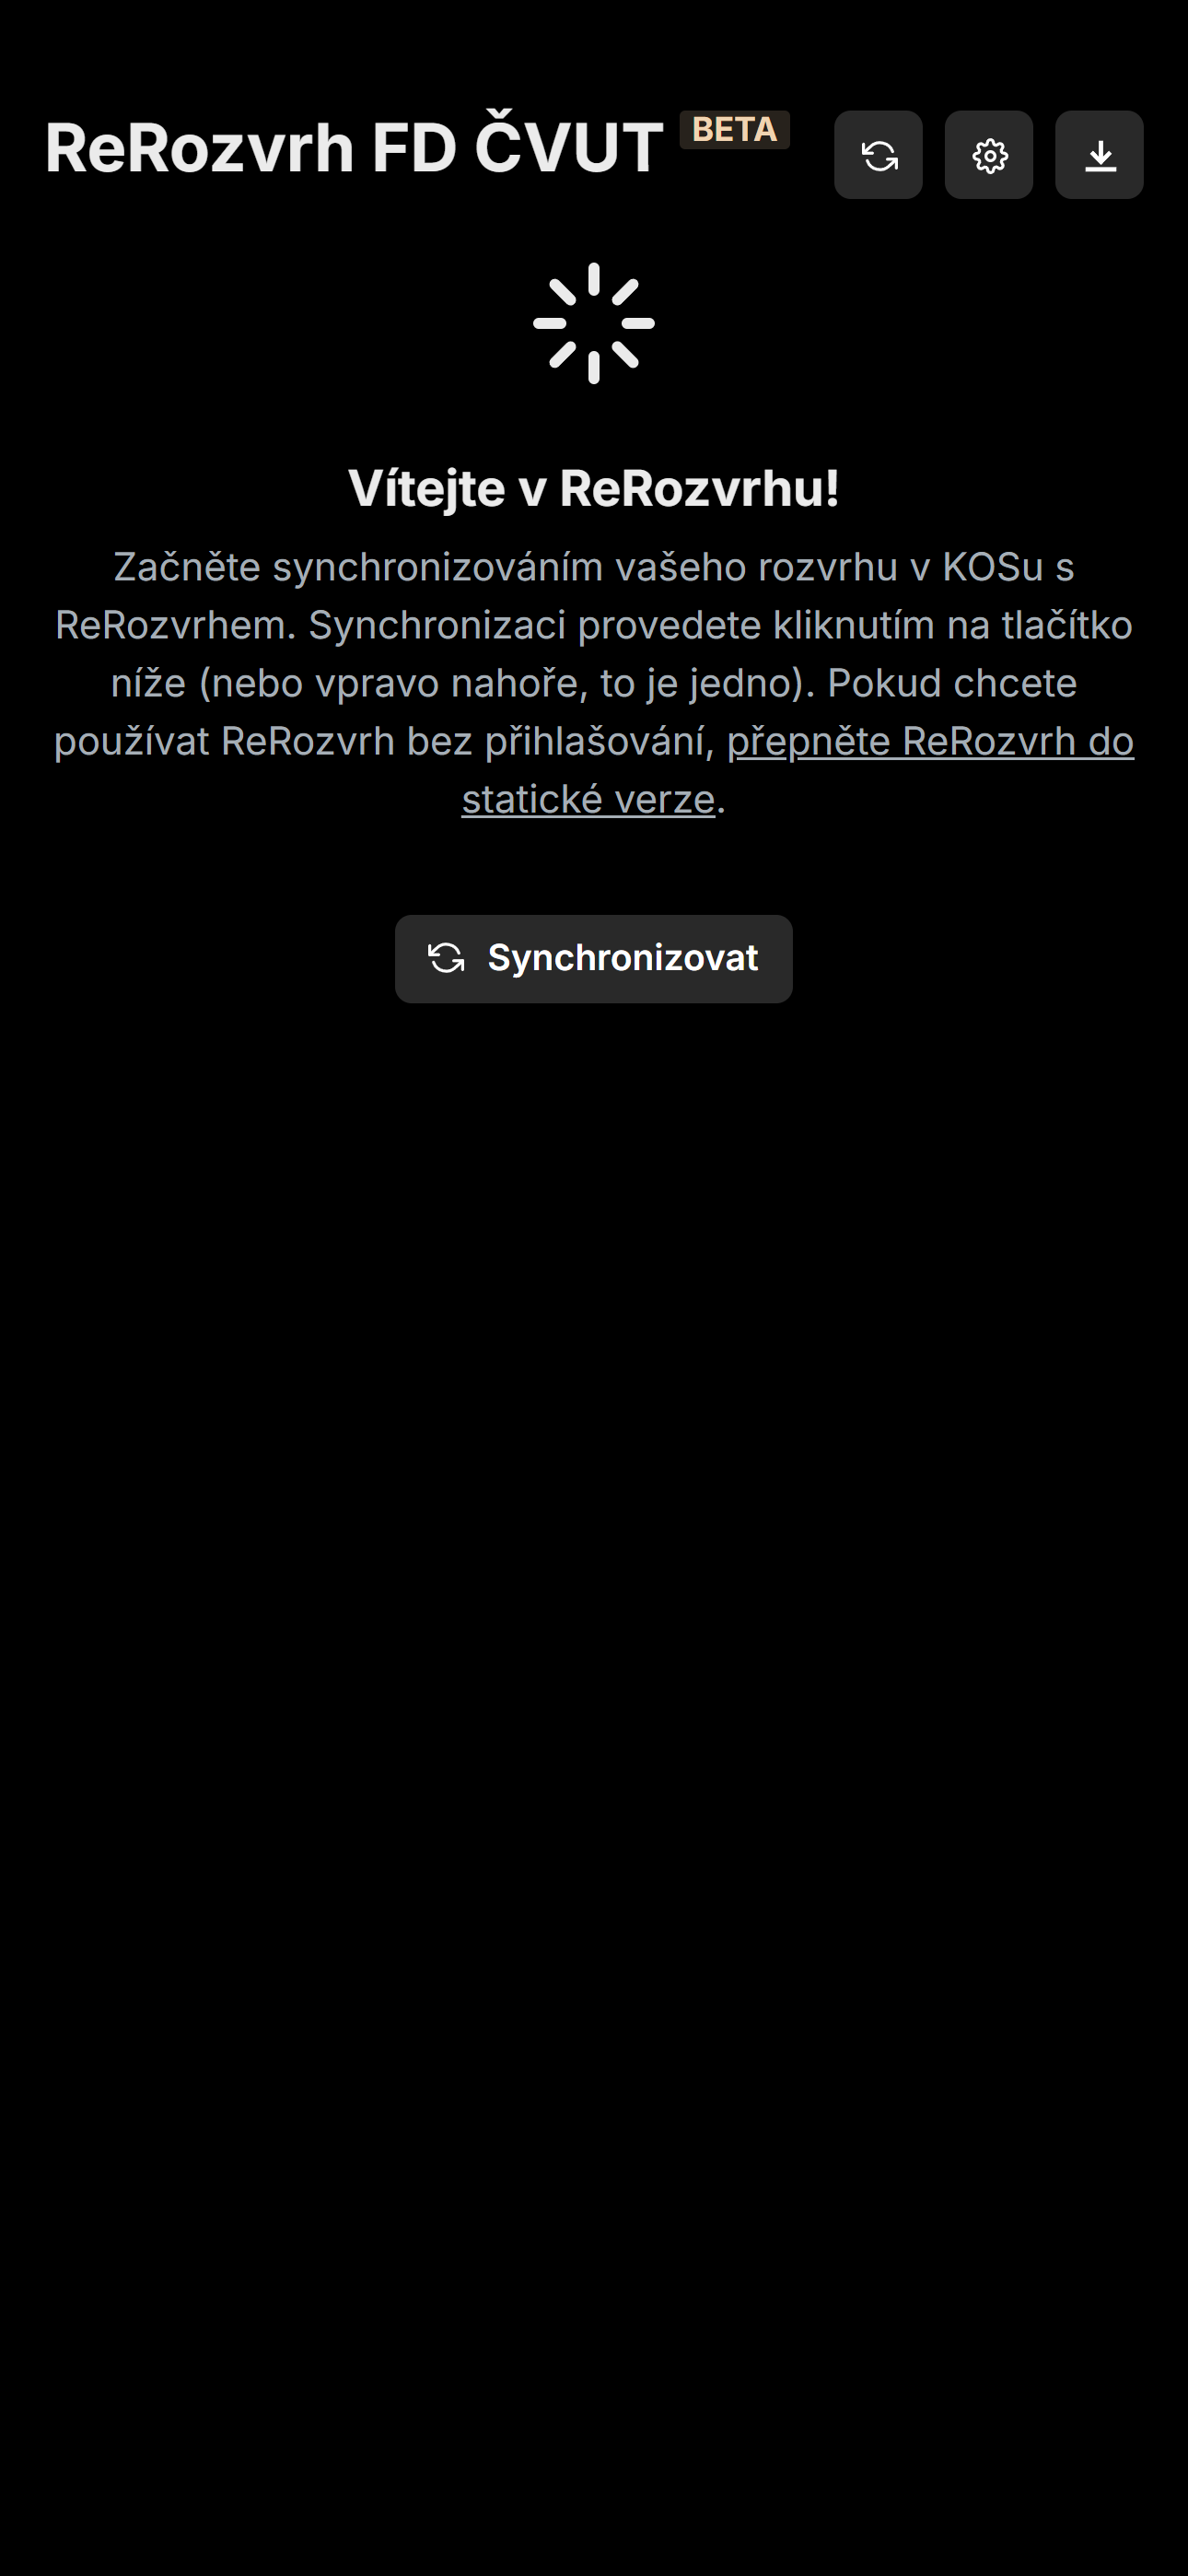 ReRozvrh FD ČVUT BETA
Vítejte v ReRozvrhu!
Začněte synchronizováním vašeho rozvrhu v KOSu s
ReRozvrhem. Synchronizaci provedete kliknutím na tlačítko
níže (nebo vpravo nahoře, to je jedno). Pokud chcete
používat ReRozvrh bez přihlašování, přepněte ReRozvrh do
statické verze.
Synchronizovat